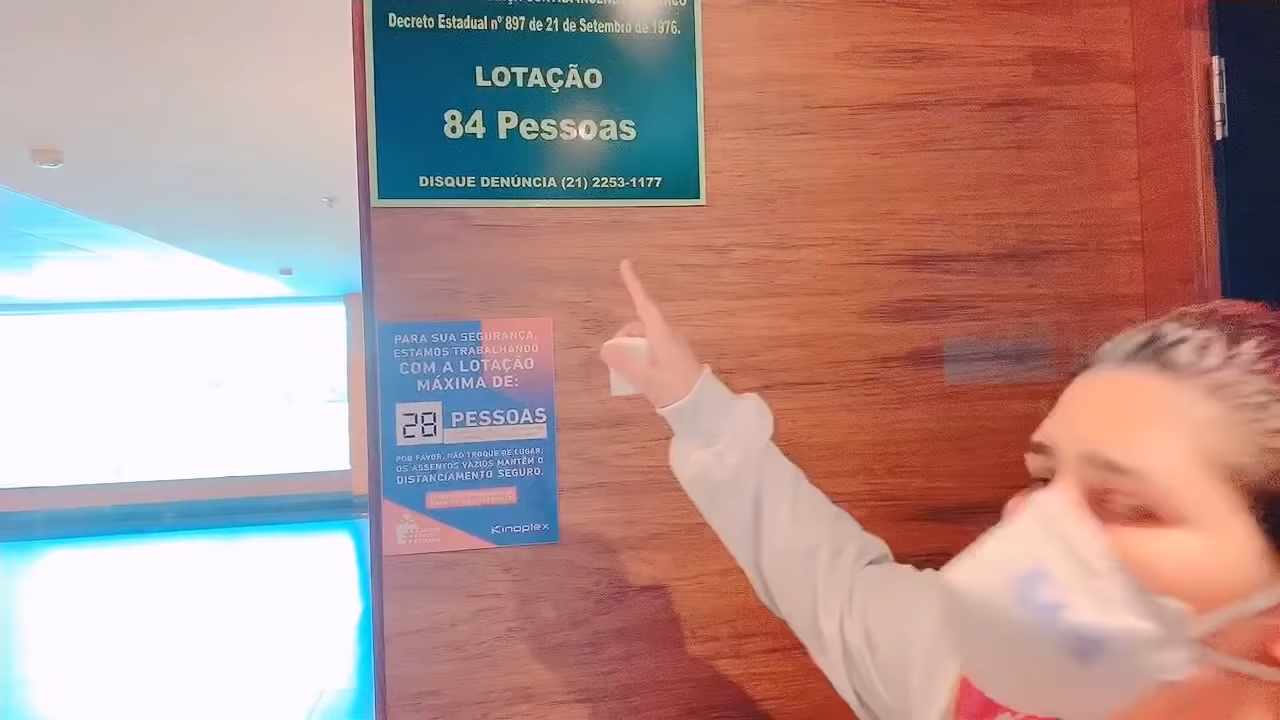 Decreto Estadual nº 897 de 21 de Setembro de 1976.
LOTAÇÃO
84 Pessoas
DISQUE DENÚNCIA (21) 2253-1177
PARA SUA SEGURANÇA,
ESTAMOS TRABALHANDO
COM A LOTAÇÃO
MÁXIMA DE:
28 PESSOAS
POR FAVOR, NÃO TROQUE DE LUGAR,
OS ASSENTOS VAZIOS MANTÊM O
DISTANCIAMENTO SEGURO.
Kinoplex